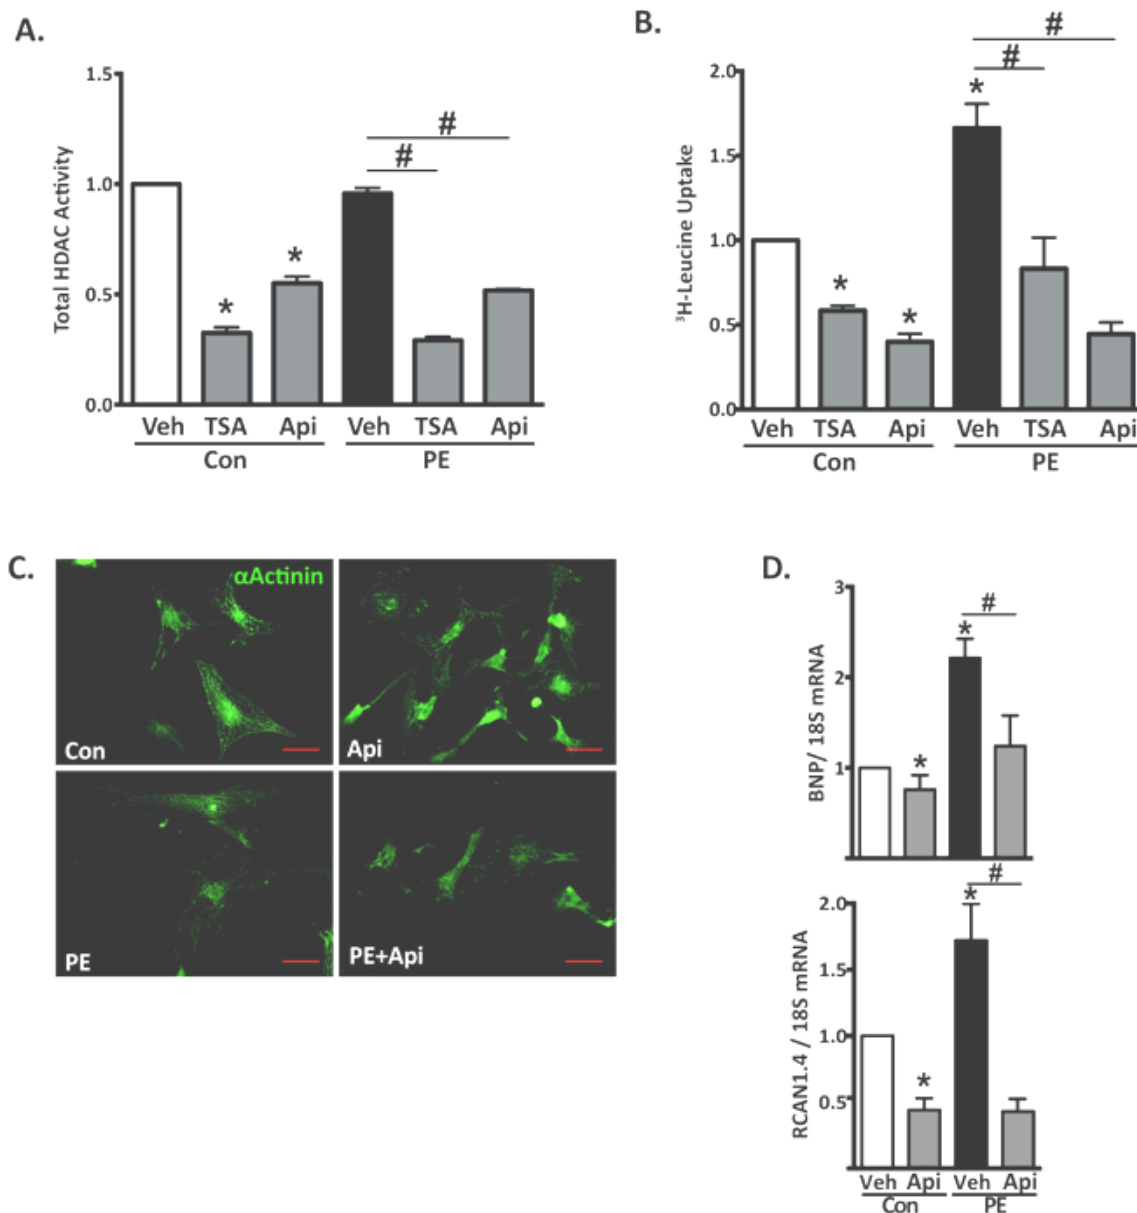 A.
Total HDAC Activity
1.5
1.0
0.5
0.0
*
*
#
#
Veh TSA Api Veh TSA Api
Con PE
B.
³H-Leucine Uptake
2.0
1.5
1.0
0.5
0.0
*
*
*
#
#
Veh TSA Api Veh TSA Api
Con PE
C.
αActinin
Con
Api
PE
PE+Api
D.
BNP/ 18S mRNA
3
2
1
*
*
#
RCAN1.4 / 18S mRNA
2.0
1.5
1.0
0.5
*
*
#
Veh Api Veh Api
Con PE